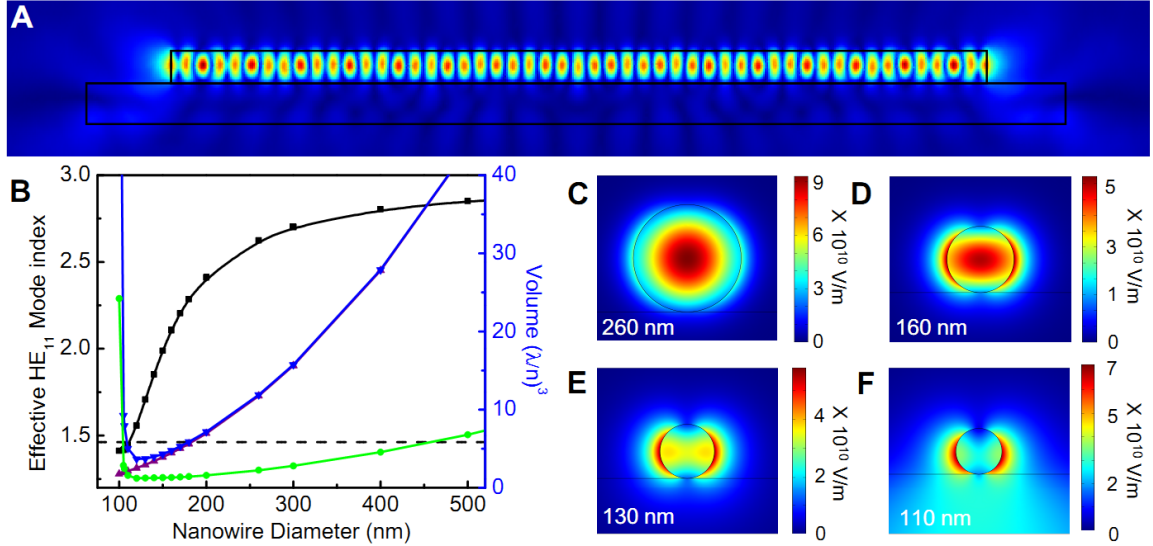 A
B
Effective HE11 Mode index
3.0
2.5
2.0
1.5
100 200 300 400 500
Nanowire Diameter (nm)
40
30
20
10
0
Volume (λ/n)3
C
260 nm
9
6
3
0
X 1010 V/m
D
160 nm
5
4
2
1
0
X 1010 V/m
E
130 nm
4
2
0
X 1010 V/m
F
110 nm
7
5
2
0
X 1010 V/m